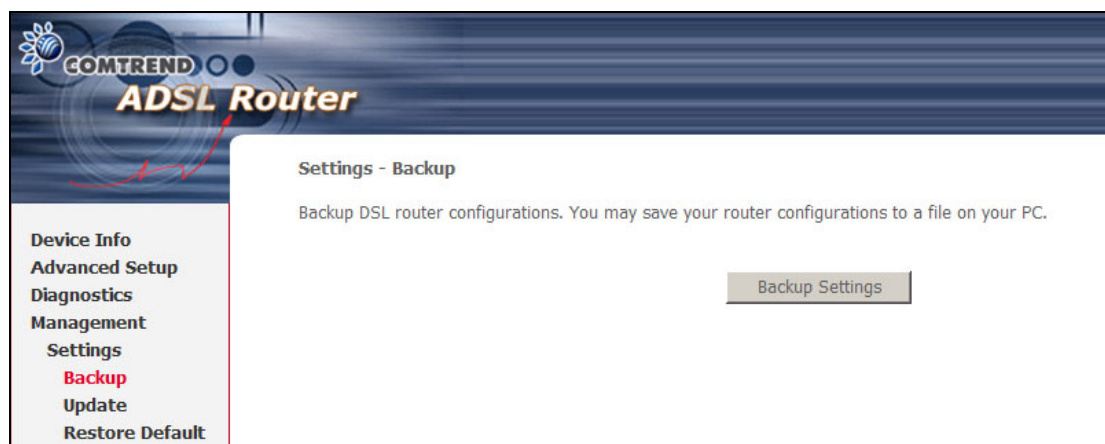 COMTREND
ADSL Router
Settings - Backup
Backup DSL router configurations. You may save your router configurations to a file on your PC.
Backup Settings
Device Info
Advanced Setup
Diagnostics
Management
Settings
Backup
Update
Restore Default